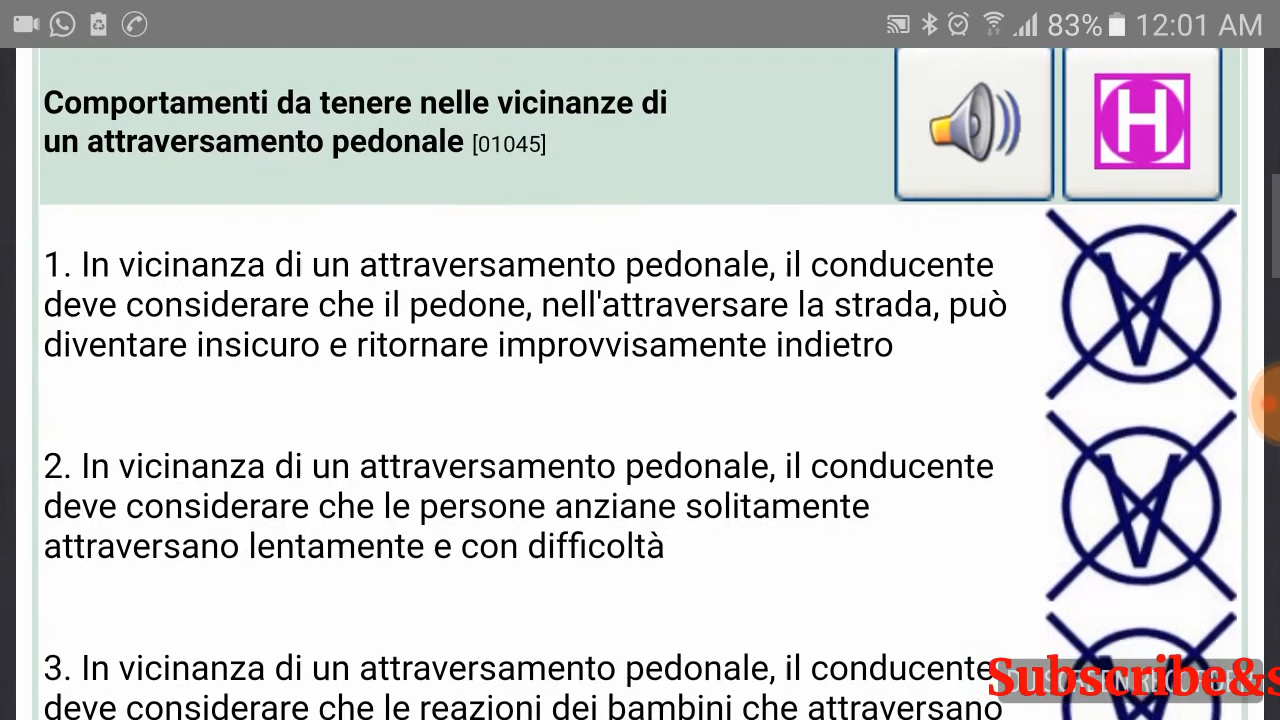 83% 12:01 AM
Comportamenti da tenere nelle vicinanze di
un attraversamento pedonale [01045]
H
1. In vicinanza di un attraversamento pedonale, il conducente
deve considerare che il pedone, nell'attraversare la strada, può
diventare insicuro e ritornare improvvisamente indietro
V
2. In vicinanza di un attraversamento pedonale, il conducente
deve considerare che le persone anziane solitamente
attraversano lentamente e con difficoltà
V
3. In vicinanza di un attraversamento pedonale, il conducente
deve considerare che le reazioni dei bambini che attraversano
Subscribe&s